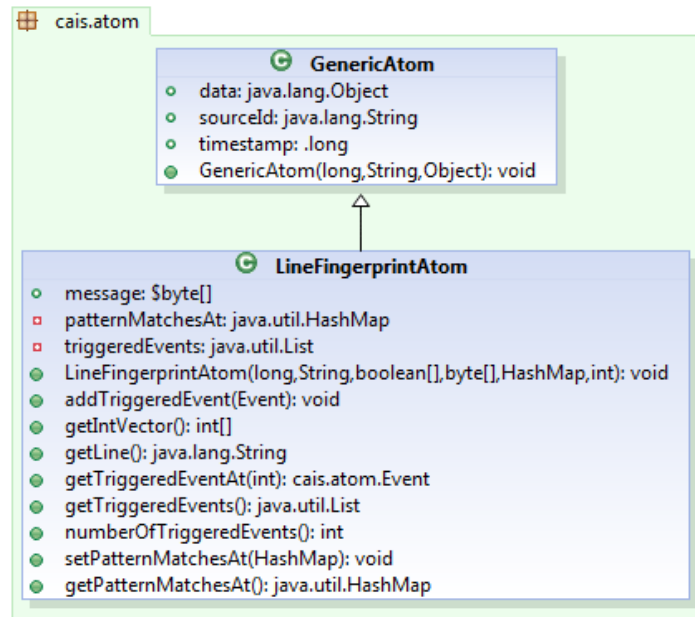 cais.atom
GenericAtom
data: java.lang.Object
sourceId: java.lang.String
timestamp: .long
GenericAtom(long,String,Object): void
LineFingerprintAtom
message: $byte[]
patternMatchesAt: java.util.HashMap
triggeredEvents: java.util.List
LineFingerprintAtom(long,String,boolean[],byte[],HashMap,int): void
addTriggeredEvent(Event): void
getIntVector(): int[]
getLine(): java.lang.String
getTriggeredEventAt(int): cais.atom.Event
getTriggeredEvents(): java.util.List
numberOfTriggeredEvents(): int
setPatternMatchesAt(HashMap): void
getPatternMatchesAt(): java.util.HashMap